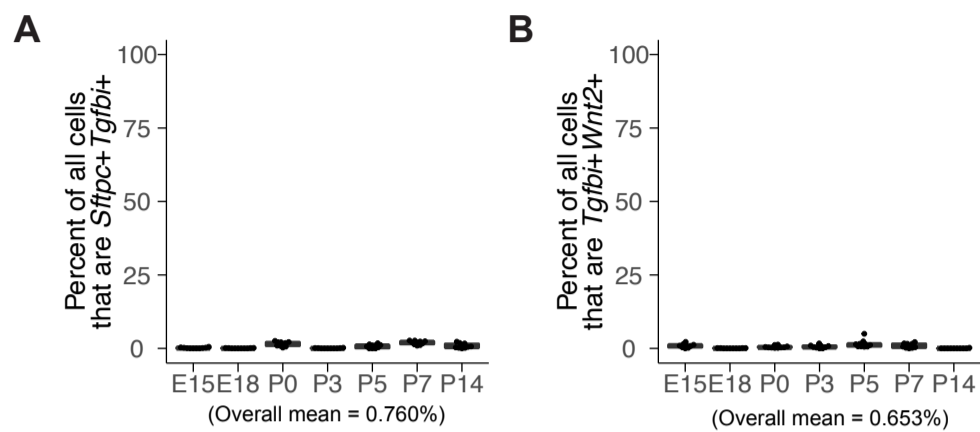 A
Percent of all cells
that are Sftpc+Tgfbi+
100
75
50
25
0
E15 E18 P0 P3 P5 P7 P14
(Overall mean = 0.760%)
B
Percent of all cells
that are Tgfbi+Wnt2+
100
75
50
25
0
E15 E18 P0 P3 P5 P7 P14
(Overall mean = 0.653%)